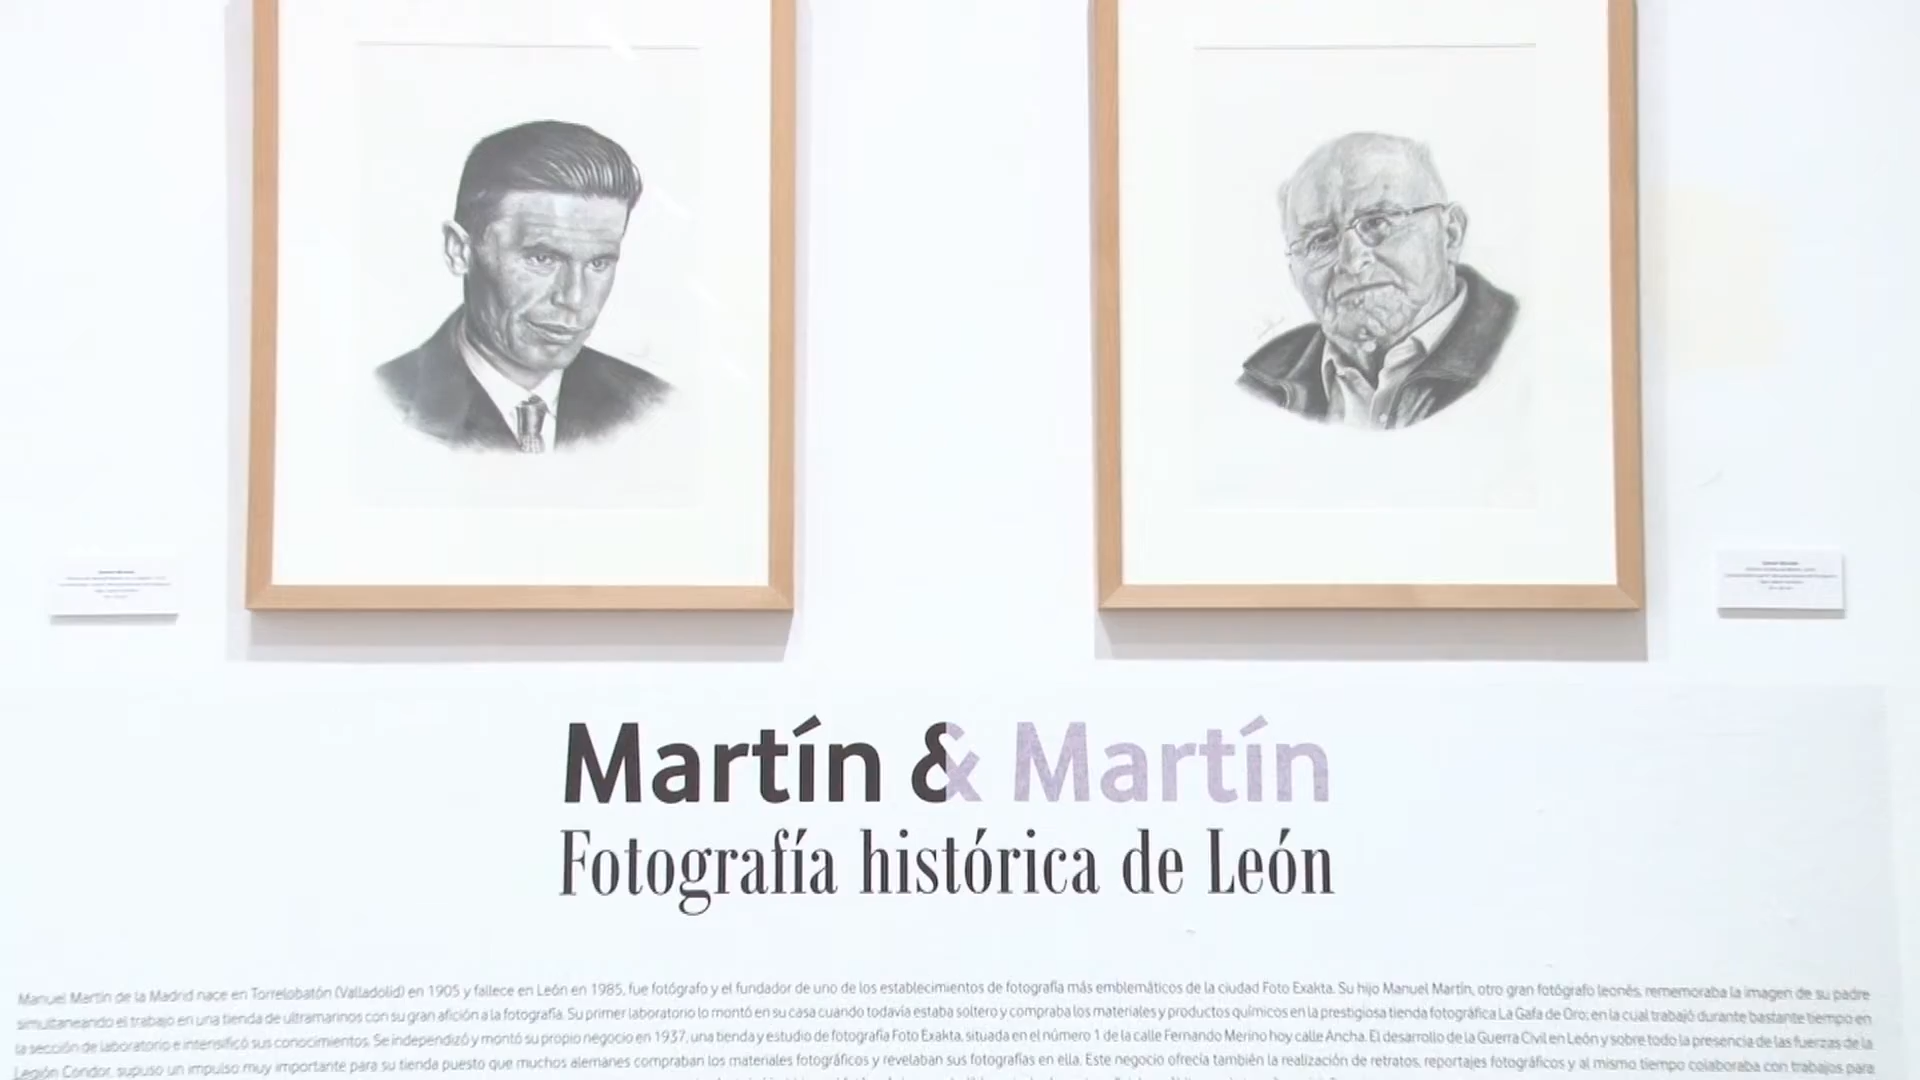 Martín & Martín
Fotografía histórica de León
Manuel Martín de la Madrid nace en Torrelobatón (Valladolid) en 1905 y fallece en León en 1985, fue fotógrafo y el fundador de uno de los establecimientos de fotografía más emblemáticos de la ciudad Foto Exakta. Su hijo Manuel Martín, otro gran fotógrafo leonés, rememoraba la imagen de su padre
simultaneando el trabajo en una tienda de ultramarinos con su gran afición a la fotografía. Su primer laboratorio lo montó en su casa cuando todavía estaba soltero y compraba los materiales y productos químicos en la prestigiosa tienda fotográfica La Gafa de Oro; en la cual trabajó durante bastante tiempo en
la sección de laboratorio e intensificó sus conocimientos. Se independizó y montó su propio negocio en 1937, una tienda y estudio de fotografía Foto Exakta, situada en el número 1 de la calle Fernando Merino hoy calle Ancha. El desarrollo de la Guerra Civil en León y sobre todo la presencia de las fuerzas de la
Legión Condor, supuso un impulso muy importante para su tienda puesto que muchos alemanes compraban los materiales fotográficos y revelaban sus fotografías en ella. Este negocio ofrecía también la realización de retratos, reportajes fotográficos y al mismo tiempo colaboraba con trabajos para